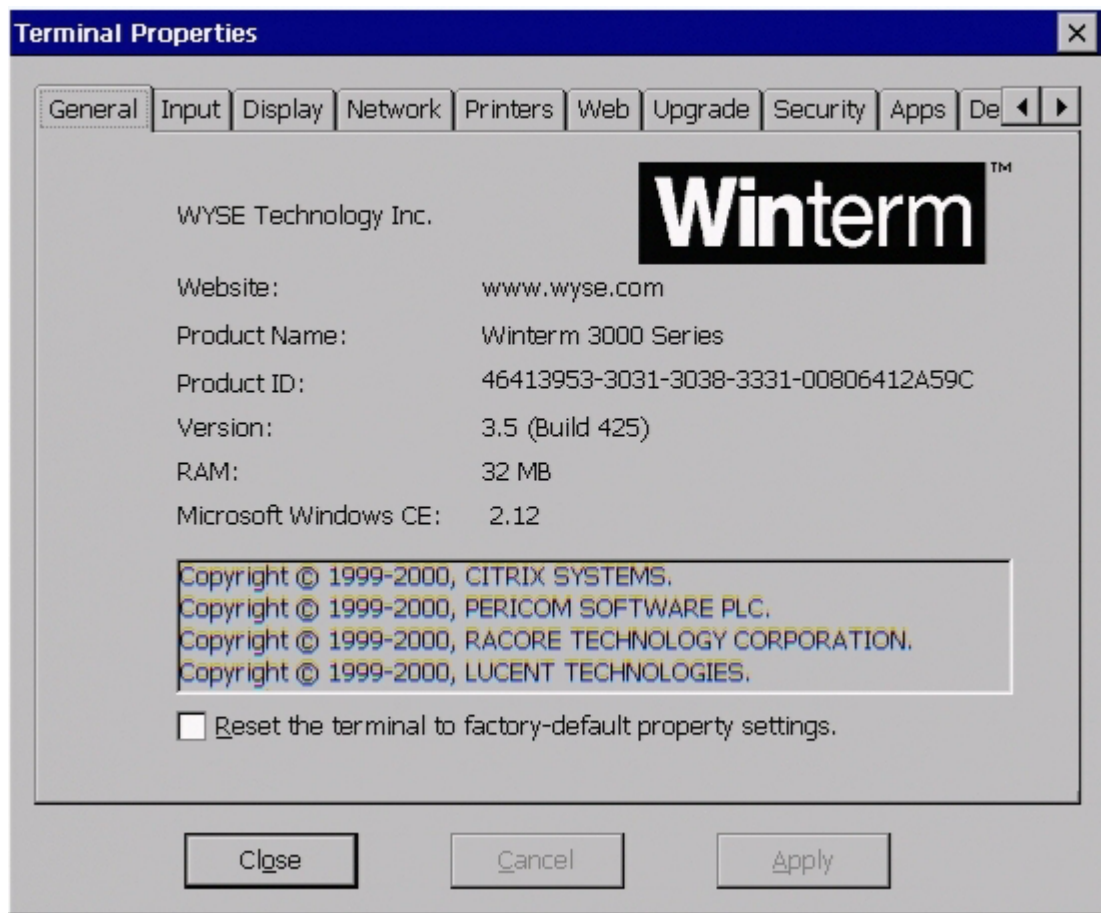 Terminal Properties
General Input Display Network Printers Web Upgrade Security Apps De
WYSE Technology Inc. Winterm™
Website: www.wyse.com
Product Name: Winterm 3000 Series
Product ID: 46413953-3031-3038-3331-00806412A59C
Version: 3.5 (Build 425)
RAM: 32 MB
Microsoft Windows CE: 2.12
Copyright © 1999-2000, CITRIX SYSTEMS.
Copyright © 1999-2000, PERICOM SOFTWARE PLC.
Copyright © 1999-2000, RACORE TECHNOLOGY CORPORATION.
Copyright © 1999-2000, LUCENT TECHNOLOGIES.
Reset the terminal to factory-default property settings.
Close Cancel Apply